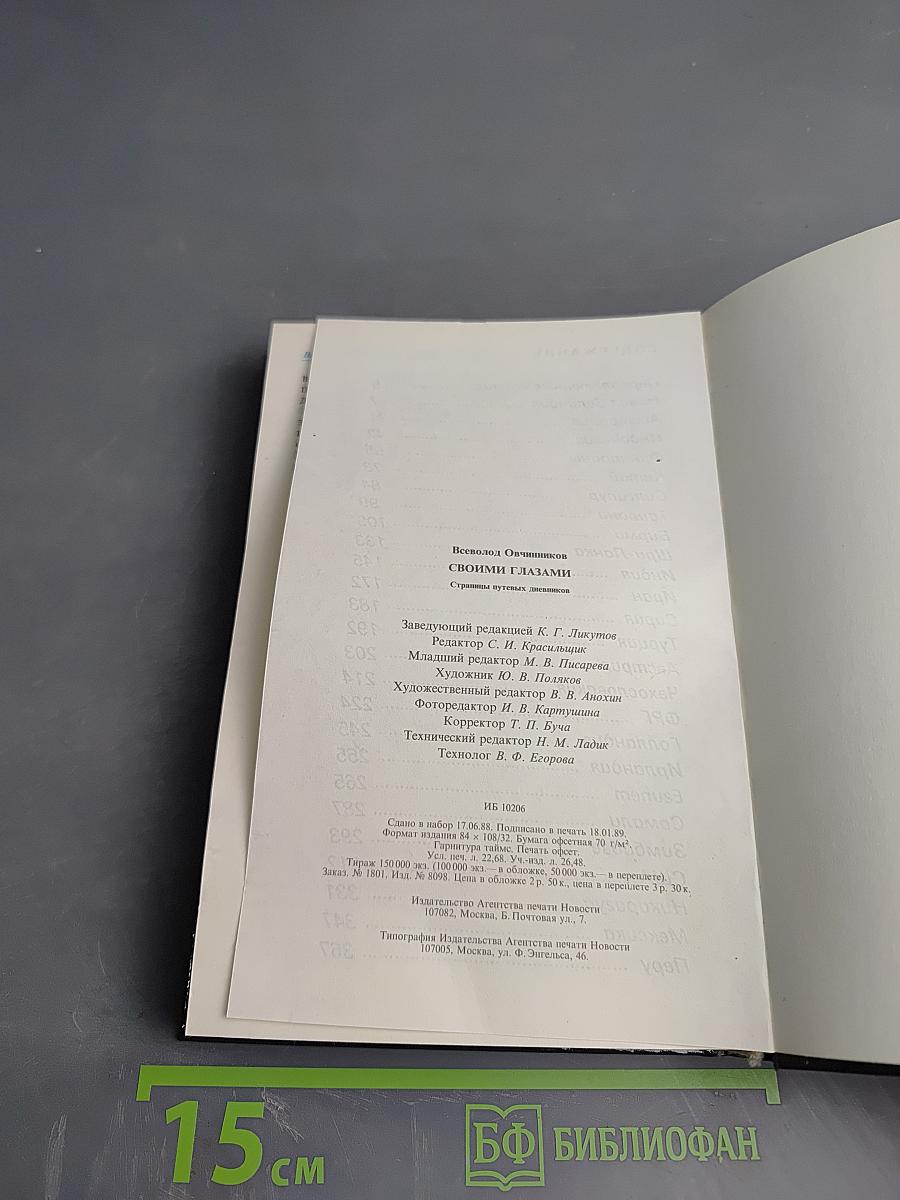 Всеволод Овчинников
СВОИМИ ГЛАЗАМИ
Страницы путевых дневников
Заведующий редакцией К. Г. Ликутов
Редактор С. И. Красильщик
Младший редактор М. В. Писарева
Художник Ю. В. Поляков
Художественный редактор В. В. Анохин
Фоторедактор И. В. Картушина
Корректор Т. П. Буча
Технический редактор Н. М. Ладик
Технолог В. Ф. Егорова
ИБ 10206
Сдано в набор 17.06.88. Подписано в печать 18.01.89.
Формат издания 84 × 108/32. Бумага офсетная 70 г/м².
Гарнитура таймс. Печать офсет.
Усл. печ. л. 22,68. Уч.-изд. л. 26,48.
Тираж 150 000 экз. (100 000 экз.— в обложке, 50 000 экз.— в переплете).
Заказ. № 1801. Изд. № 8098. Цена в обложке 2 р. 50 к., цена в переплете 3 р. 30 к.
Издательство Агентства печати Новости
107082, Москва, Б. Почтовая ул., 7.
Типография Издательства Агентства печати Новости
107005, Москва, ул. Ф. Энгельса, 46.
15 см
БФ БИБЛИОФАН